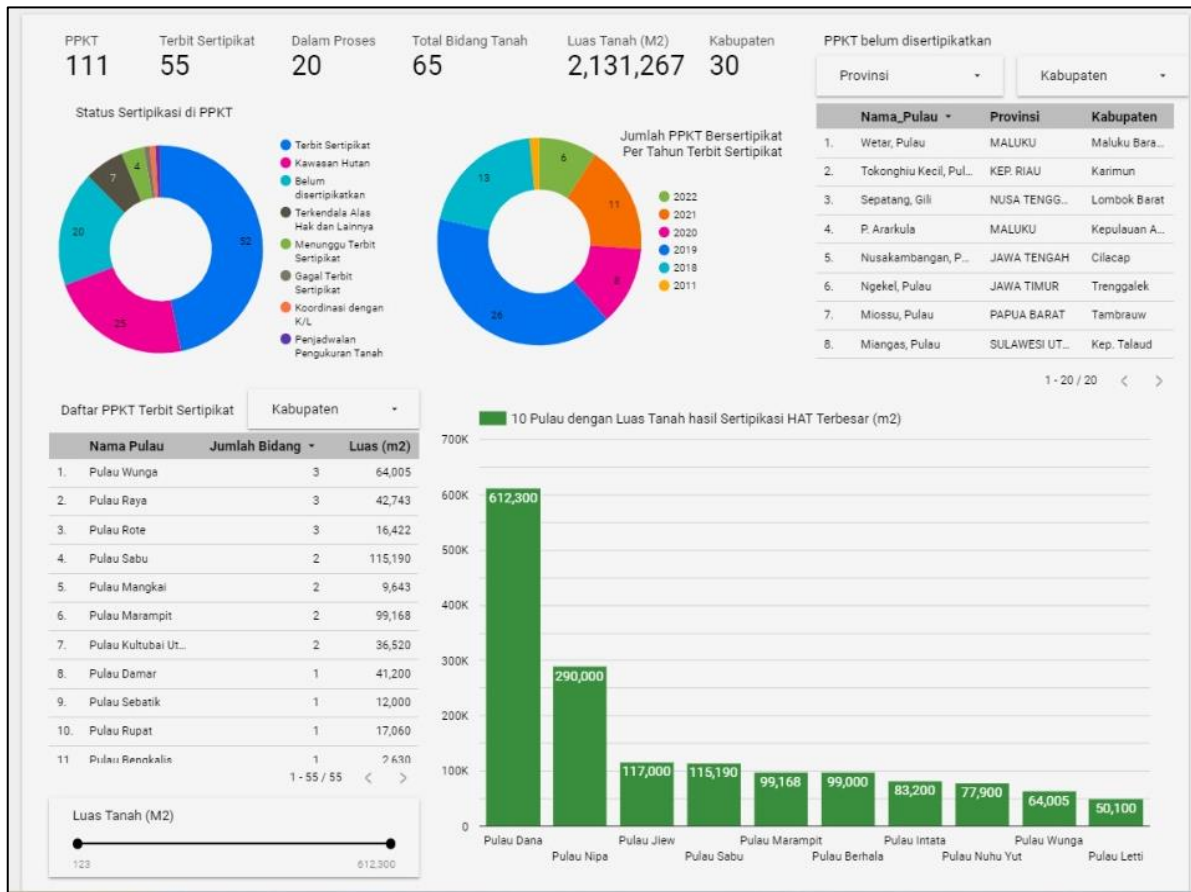 PPKT
111
Terbit Sertipikat
55
Dalam Proses
20
Total Bidang Tanah
65
Luas Tanah (M2)
2,131,267
Kabupaten
30
PPKT belum disertipikatkan
Provinsi
Kabupaten
Nama_Pulau Provinsi Kabupaten
1. Wetar, Pulau MALUKU Maluku Bara...
2. Tokonghiu Kecil, Pul... KEP. RIAU Karimun
3. Sepatang, Gili NUSA TENGG... Lombok Barat
4. P. Ararkula MALUKU Kepulauan A...
5. Nusakambangan, P... JAWA TENGAH Cilacap
6. Ngekel, Pulau JAWA TIMUR Trenggalek
7. Miossu, Pulau PAPUA BARAT Tambrauw
8. Miangas, Pulau SULAWESI UT... Kep. Talaud
1 - 20 / 20
Status Sertipikasi di PPKT
4
7
20
25
52
Terbit Sertipikat
Kawasan Hutan
Belum
disertipikatkan
Terkendala Alas
Hak dan Lainnya
Menunggu Terbit
Sertipikat
Gagal Terbit
Sertipikat
Koordinasi dengan
K/L
Penjadwalan
Pengukuran Tanah
Jumlah PPKT Bersertipikat
Per Tahun Terbit Sertipikat
6
11
8
26
13
2022
2021
2020
2019
2018
2011
Daftar PPKT Terbit Sertipikat
Kabupaten
Nama Pulau Jumlah Bidang Luas (m2)
1. Pulau Wunga 3 64,005
2. Pulau Raya 3 42,743
3. Pulau Rote 3 16,422
4. Pulau Sabu 2 115,190
5. Pulau Mangkai 2 9,643
6. Pulau Marampit 2 99,168
7. Pulau Kultubai Ut... 2 36,520
8. Pulau Damar 1 41,200
9. Pulau Sebatik 1 12,000
10. Pulau Rupat 1 17,060
11 Pulau Bengkalis 1 2,630
1 - 55 / 55
Luas Tanah (M2)
123 612,300
10 Pulau dengan Luas Tanah hasil Sertipikasi HAT Terbesar (m2)
700K
600K
500K
400K
300K
200K
100K
0
612,300
290,000
117,000
115,190
99,168
99,000
83,200
77,900
64,005
50,100
Pulau Dana
Pulau Nipa
Pulau Jiew
Pulau Sabu
Pulau Marampit
Pulau Berhala
Pulau Intata
Pulau Nuhu Yut
Pulau Wunga
Pulau Letti